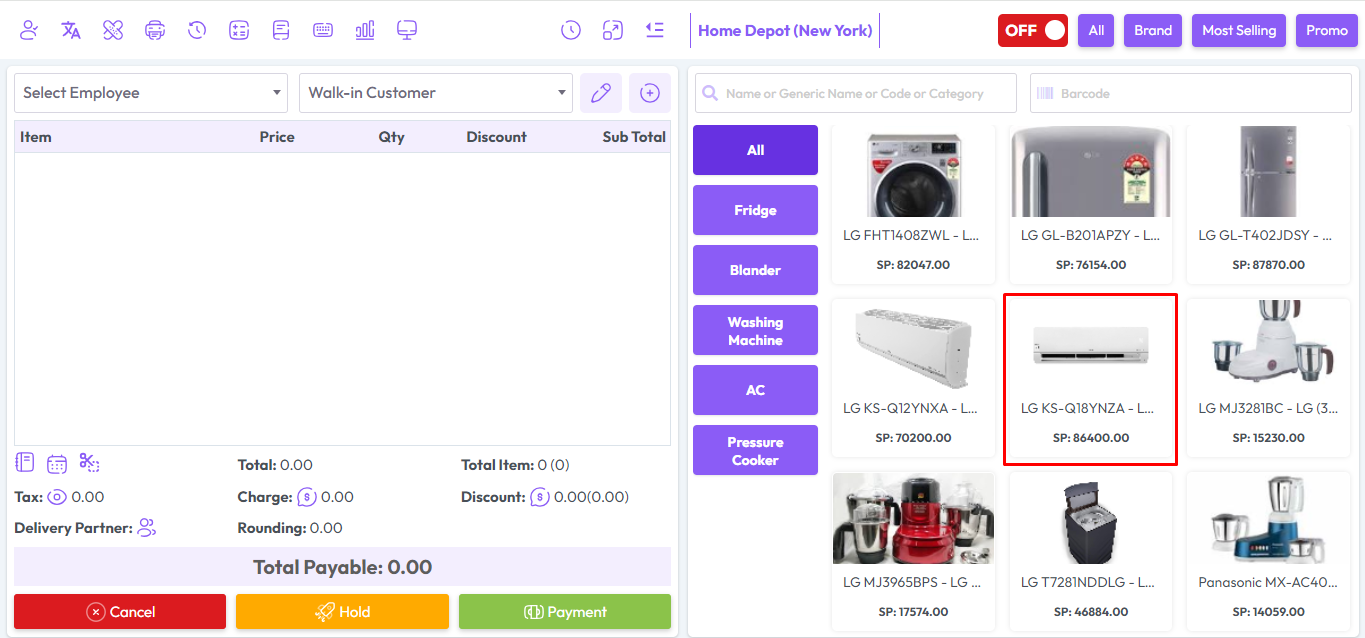 Home Depot (New York)
OFF
All
Brand
Most Selling
Promo
Select Employee
Walk-in Customer
Item Price Qty Discount Sub Total
Total: 0.00
Total Item: 0 (0)
Tax: 0.00
Charge: 0.00
Discount: 0.00(0.00)
Delivery Partner:
Rounding: 0.00
Total Payable: 0.00
Cancel
Hold
Payment
Name or Generic Name or Code or Category
Barcode
All
Fridge
Blander
Washing
Machine
AC
Pressure
Cooker
LG FHT1408ZWL - L...
SP: 82047.00
LG GL-B201APZY - L...
SP: 76154.00
LG GL-T402JDSY - ...
SP: 87870.00
LG KS-Q12YNXA - L...
SP: 70200.00
LG KS-Q18YNZA - L...
SP: 86400.00
LG MJ3281BC - LG (3...
SP: 15230.00
LG MJ3965BPS - LG ...
SP: 17574.00
LG T7281NDDLG - L...
SP: 46884.00
Panasonic MX-AC40...
SP: 14059.00